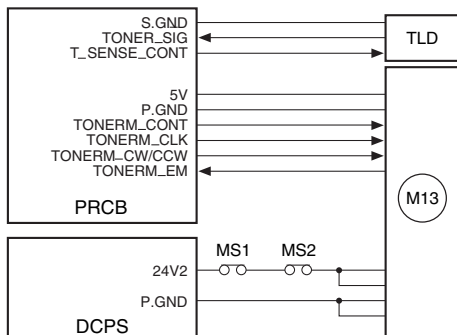 S.GND
TONER_SIG
T_SENSE_CONT
TLD
5V
P.GND
TONERM_CONT
TONERM_CLK
TONERM_CW/CCW
TONERM_EM
PRCB
M13
MS1
MS2
24V2
P.GND
DCPS